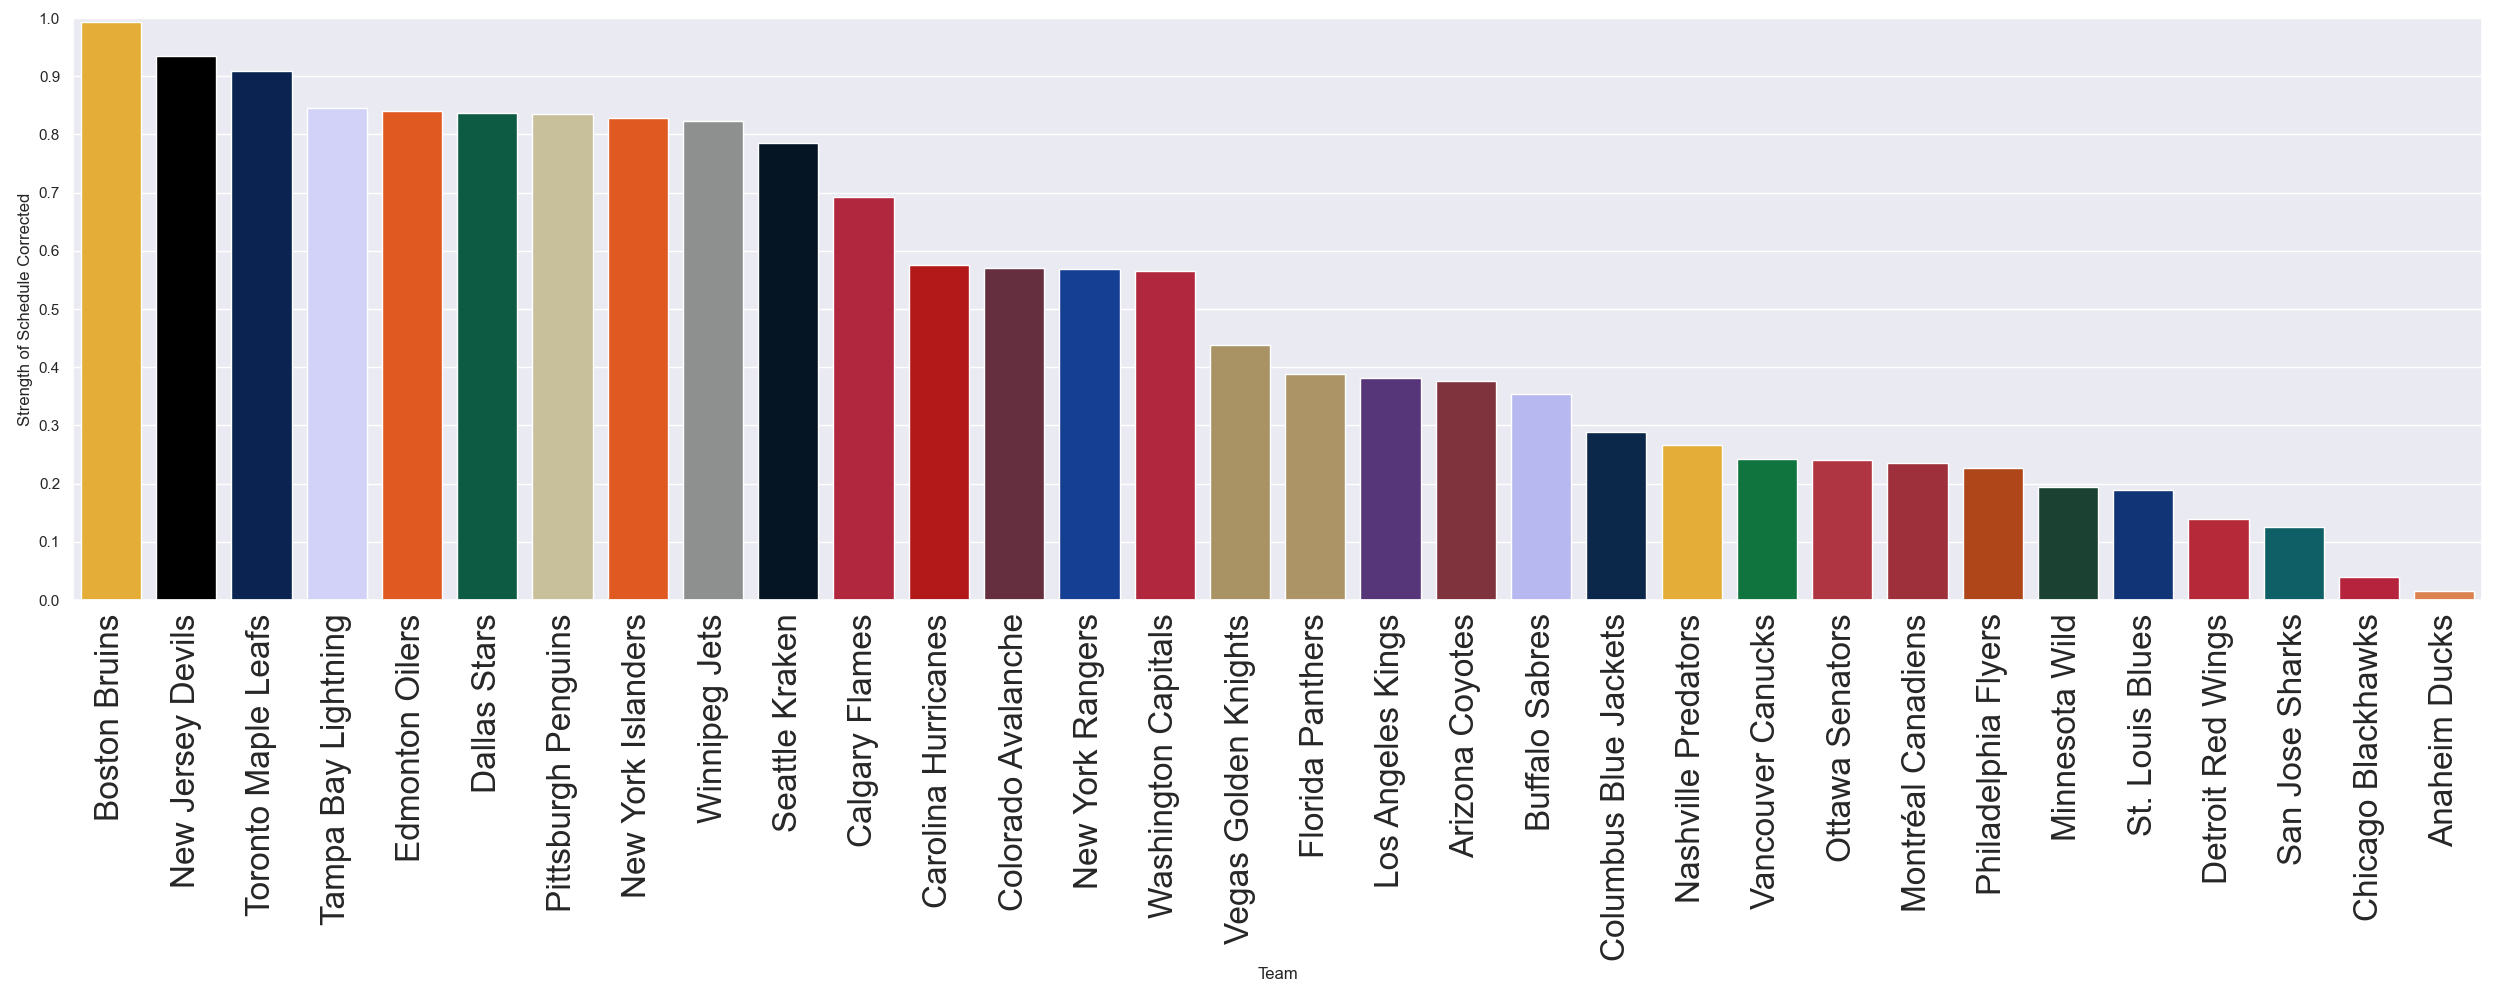 1.0
0.9
0.8
0.7
0.6
0.5
0.4
0.3
0.2
0.1
0.0
Strength of Schedule Corrected
Boston Bruins
New Jersey Devils
Toronto Maple Leafs
Tampa Bay Lightning
Edmonton Oilers
Dallas Stars
Pittsburgh Penguins
New York Islanders
Winnipeg Jets
Seattle Kraken
Calgary Flames
Carolina Hurricanes
Colorado Avalanche
New York Rangers
Washington Capitals
Vegas Golden Knights
Florida Panthers
Los Angeles Kings
Arizona Coyotes
Buffalo Sabres
Columbus Blue Jackets
Nashville Predators
Vancouver Canucks
Ottawa Senators
Montréal Canadiens
Philadelphia Flyers
Minnesota Wild
St. Louis Blues
Detroit Red Wings
San Jose Sharks
Chicago Blackhawks
Anaheim Ducks
Team